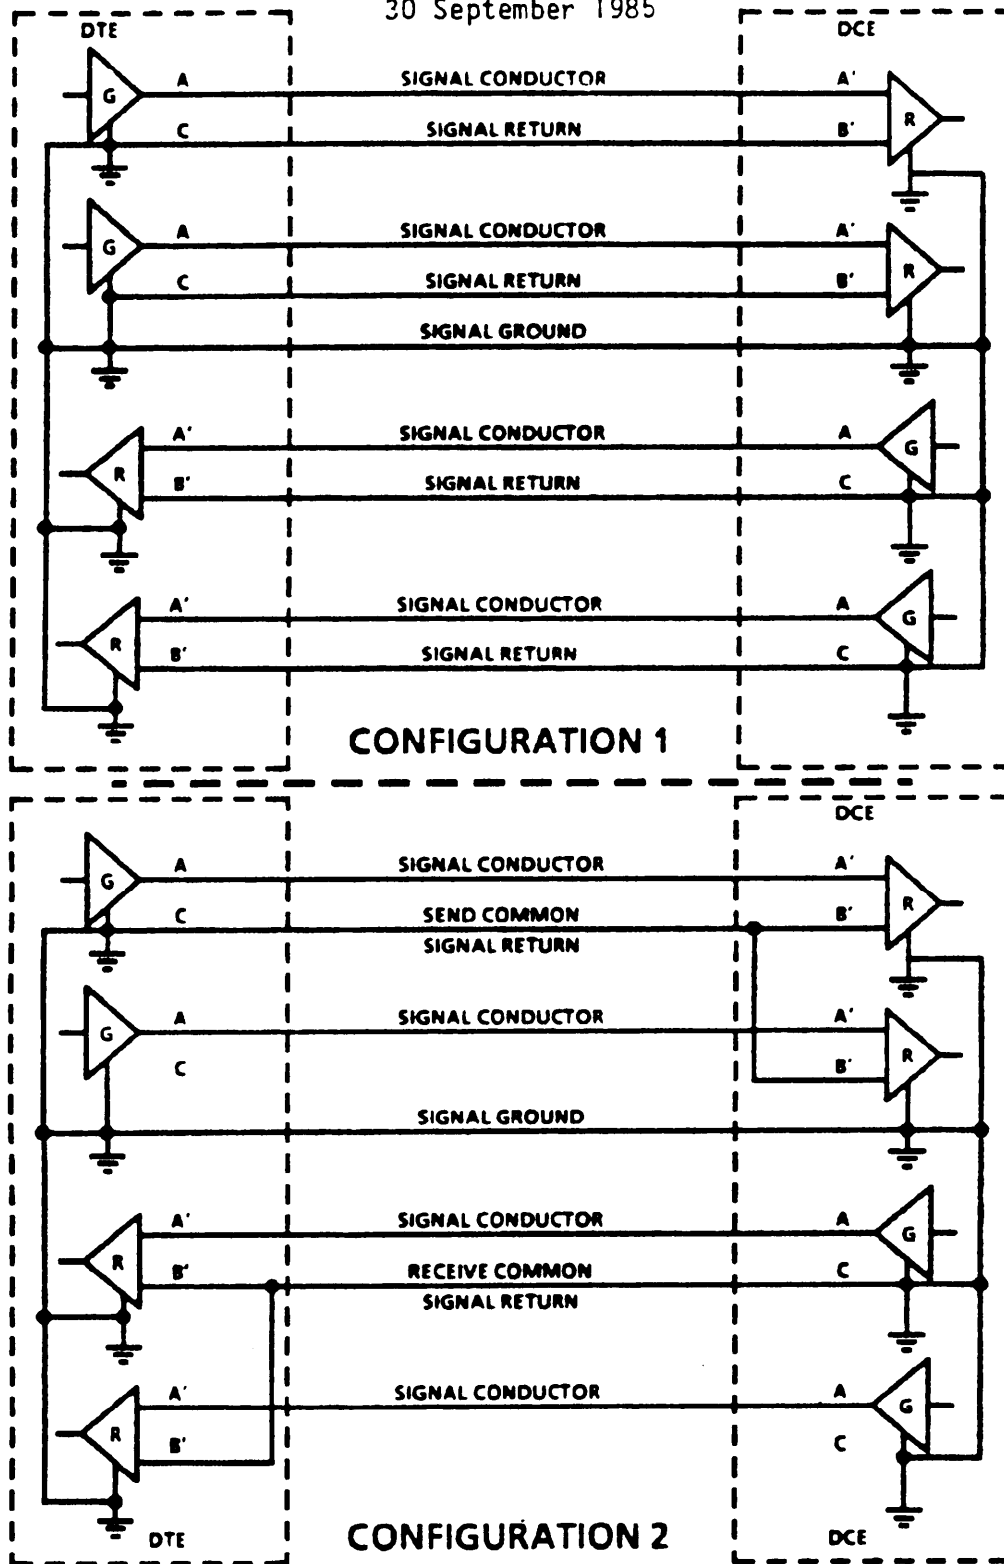 30 September 1985
DTE DCE
G A SIGNAL CONDUCTOR A' R
C SIGNAL RETURN B'
G A SIGNAL CONDUCTOR A' R
C SIGNAL RETURN B'
SIGNAL GROUND
R A' SIGNAL CONDUCTOR A G
B' SIGNAL RETURN C
R A' SIGNAL CONDUCTOR A G
B' SIGNAL RETURN C
CONFIGURATION 1
DCE
G A SIGNAL CONDUCTOR A' R
C SEND COMMON B'
SIGNAL RETURN
G A SIGNAL CONDUCTOR A' R
C B'
SIGNAL GROUND
R A' SIGNAL CONDUCTOR A G
B' RECEIVE COMMON C
SIGNAL RETURN
R A' SIGNAL CONDUCTOR A G
B' C
DTE CONFIGURATION 2 DCE